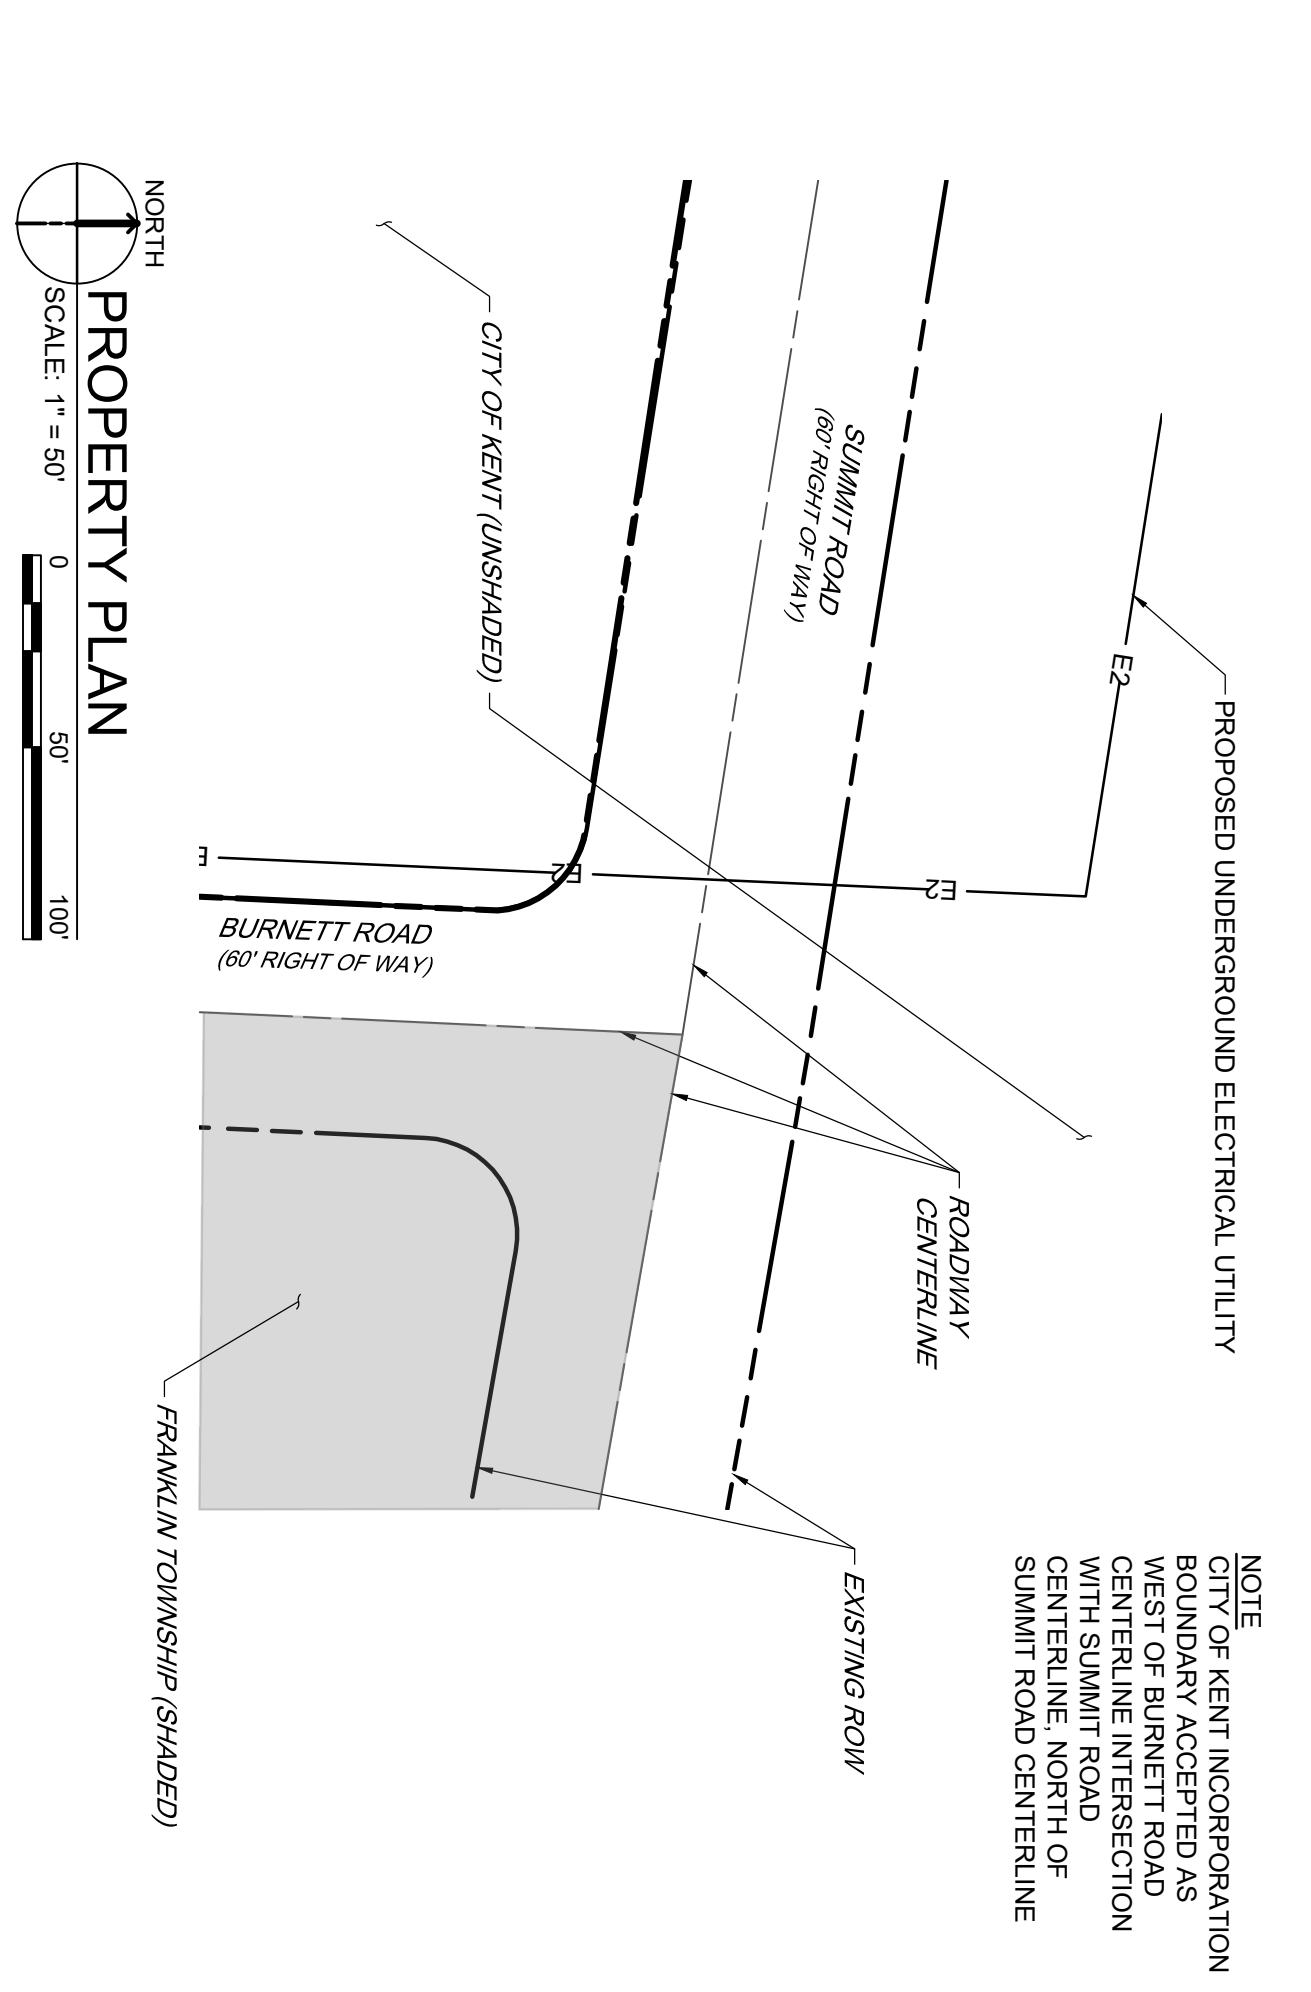 NOTE
CITY OF KENT INCORPORATION
BOUNDARY ACCEPTED AS
WEST OF BURNETT ROAD
CENTERLINE INTERSECTION
WITH SUMMIT ROAD
CENTERLINE, NORTH OF
SUMMIT ROAD CENTERLINE
PROPOSED UNDERGROUND ELECTRICAL UTILITY
E2
E2
E2
E
SUMMIT ROAD
(60' RIGHT OF WAY)
ROADWAY
CENTERLINE
EXISTING ROW
CITY OF KENT (UNSHADED)
BURNETT ROAD
(60' RIGHT OF WAY)
FRANKLIN TOWNSHIP (SHADED)
NORTH
PROPERTY PLAN
SCALE: 1" = 50'
0
50'
100'